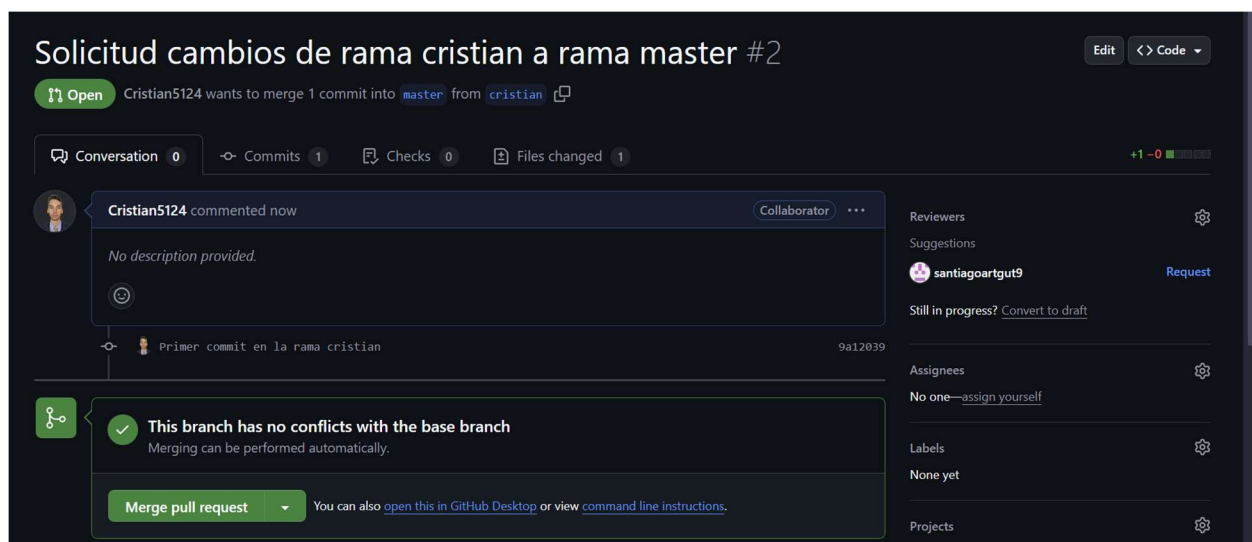 Solicitud cambios de rama cristian a rama master #2
Edit
<> Code
Open
Cristian5124 wants to merge 1 commit into master from cristian
Conversation 0
Commits 1
Checks 0
Files changed 1
+1 −0
Cristian5124 commented now
Collaborator
No description provided.
Primer commit en la rama cristian
9a12039
This branch has no conflicts with the base branch
Merging can be performed automatically.
Merge pull request
You can also open this in GitHub Desktop or view command line instructions.
Reviewers
Suggestions
santiagoartgut9
Request
Still in progress? Convert to draft
Assignees
No one—assign yourself
Labels
None yet
Projects